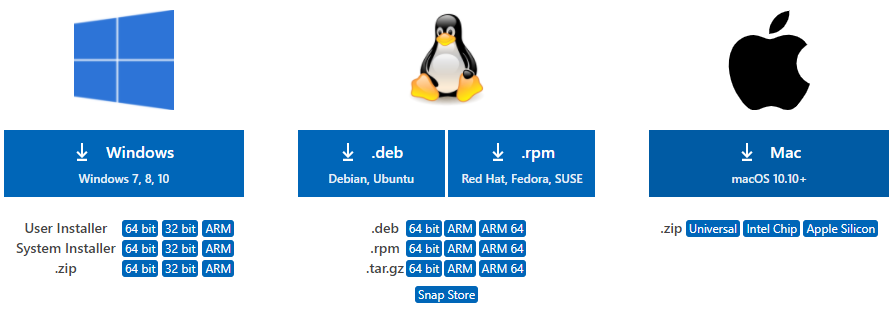 Windows
Windows 7, 8, 10
User Installer 64 bit 32 bit ARM
System Installer 64 bit 32 bit ARM
.zip 64 bit 32 bit ARM
.deb
Debian, Ubuntu
.rpm
Red Hat, Fedora, SUSE
.deb 64 bit ARM ARM 64
.rpm 64 bit ARM ARM 64
.tar.gz 64 bit ARM ARM 64
Snap Store
Mac
macOS 10.10+
.zip Universal Intel Chip Apple Silicon